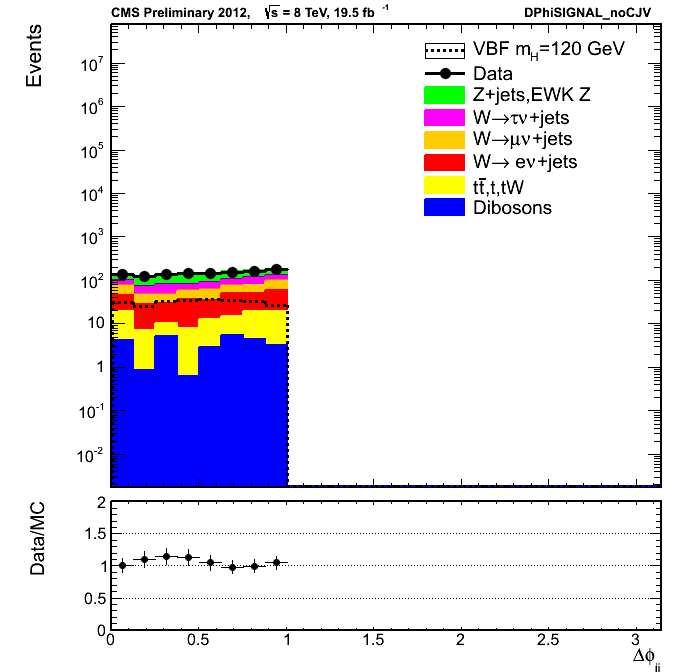 CMS Preliminary 2012, √s = 8 TeV, 19.5 fb⁻¹ DPhiSIGNAL_noCJV
Events
10⁷
10⁶
10⁵
10⁴
10³
10²
10
1
10⁻¹
10⁻²
VBF m_H=120 GeV
Data
Z+jets,EWK Z
W→τν+jets
W→μν+jets
W→ eν+jets
tt̄,t,tW
Dibosons
Data/MC
2
1.5
1
0.5
0
0 0.5 1 1.5 2 2.5 3
Δϕ_jj